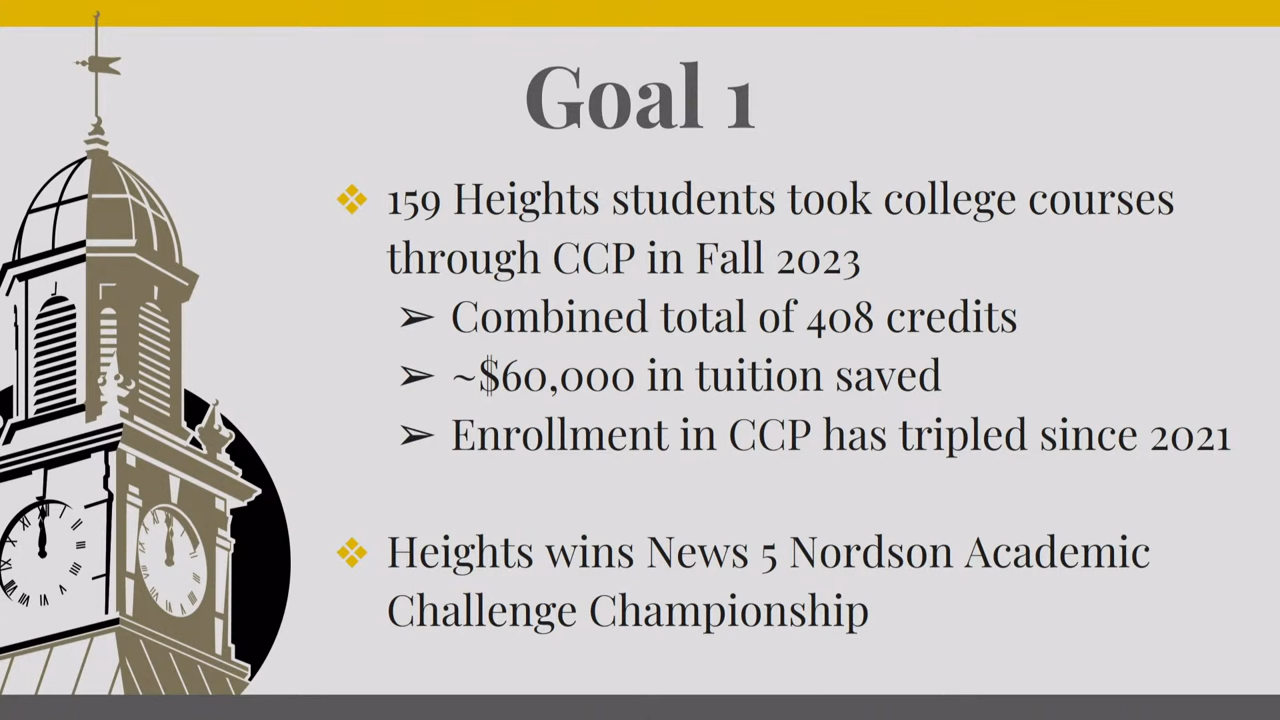 Goal 1
❖ 159 Heights students took college courses
through CCP in Fall 2023
➢ Combined total of 408 credits
➢ ~$60,000 in tuition saved
➢ Enrollment in CCP has tripled since 2021
❖ Heights wins News 5 Nordson Academic
Challenge Championship